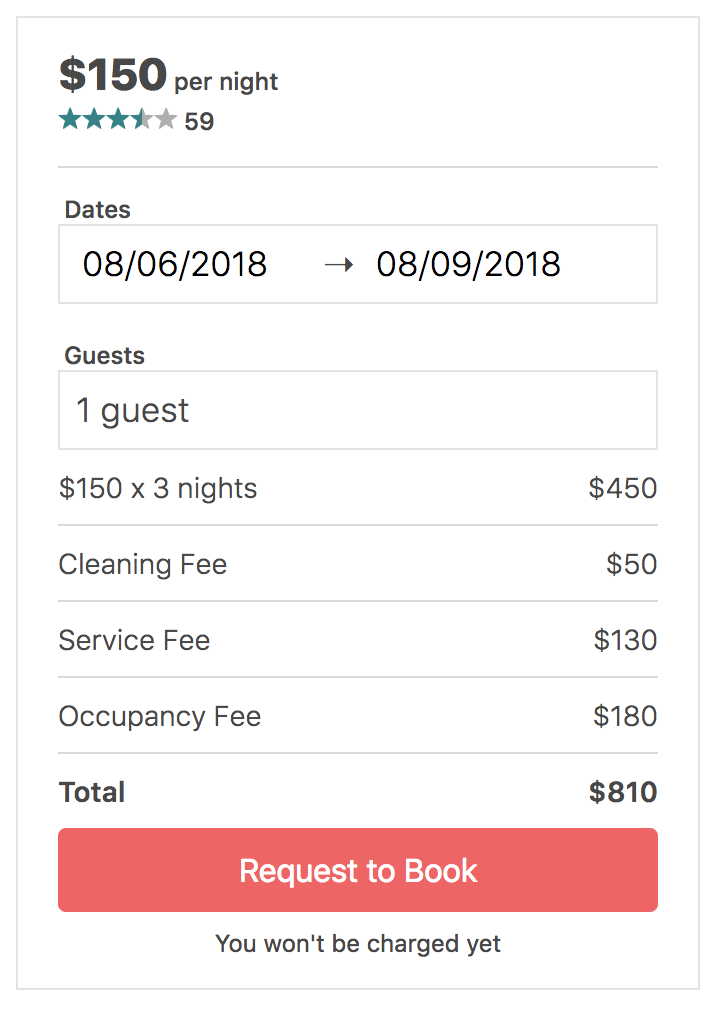 $150 per night
59
Dates
08/06/2018 → 08/09/2018
Guests
1 guest
$150 x 3 nights $450
Cleaning Fee $50
Service Fee $130
Occupancy Fee $180
Total $810
Request to Book
You won't be charged yet